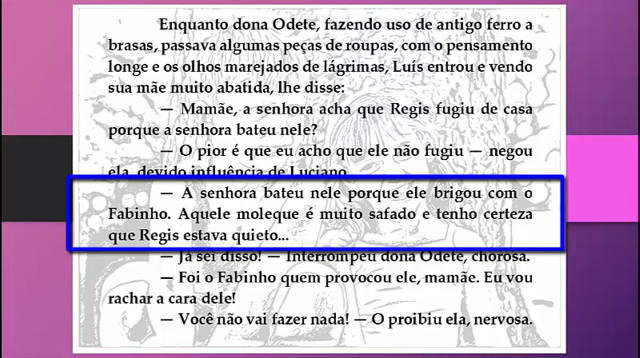 Enquanto dona Odete, fazendo uso de antigo ferro a
brasas, passava algumas peças de roupas, com o pensamento
longe e os olhos marejados de lágrimas, Luís entrou e vendo
sua mãe muito abatida, lhe disse:
— Mamãe, a senhora acha que Regis fugiu de casa
porque a senhora bateu nele?
— O pior é que eu acho que ele não fugiu — negou
ela, devido influência de Luciano.
— A senhora bateu nele porque ele brigou com o
Fabinho. Aquele moleque é muito safado e tenho certeza
que Regis estava quieto...
— Já sei disso! — Interrompeu dona Odete, chorosa.
— Foi o Fabinho quem provocou ele, mamãe. Eu vou
rachar a cara dele!
— Você não vai fazer nada! — O proibiu ela, nervosa.